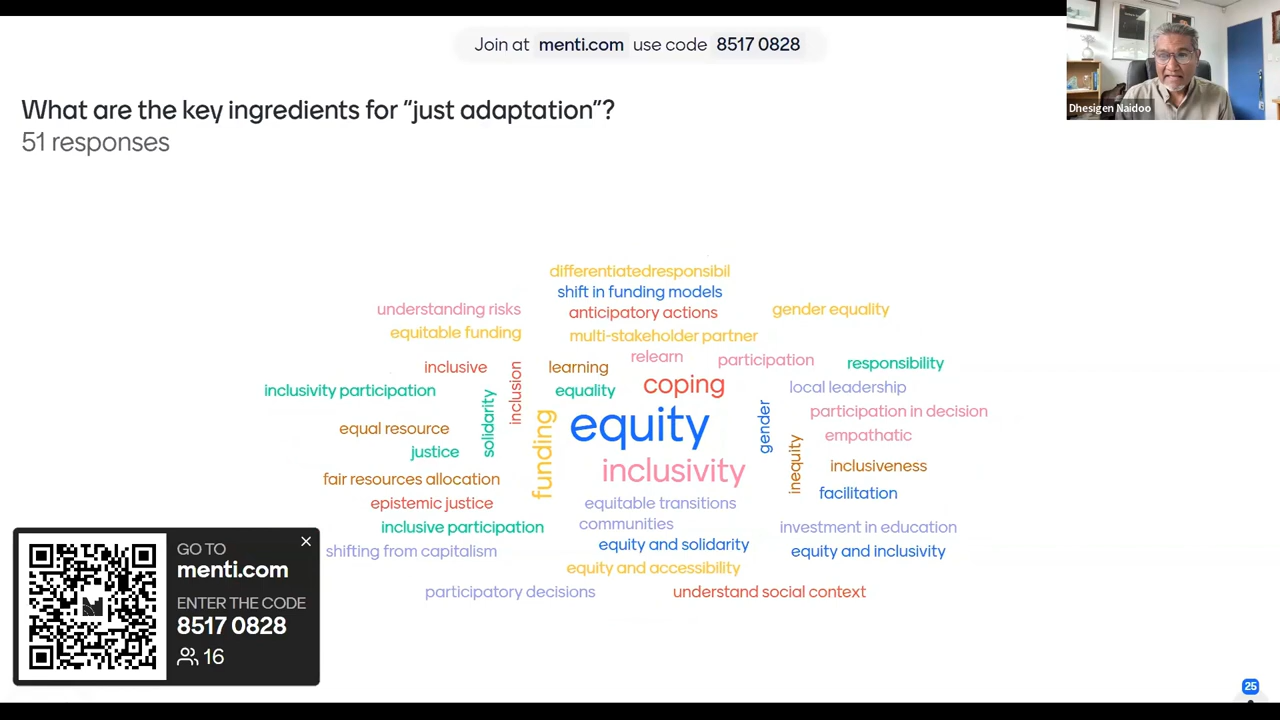 Join at menti.com use code 8517 0828
Dhesigen Naidoo
What are the key ingredients for “just adaptation”?
51 responses
differentiatedresponsibil
shift in funding models
understanding risks
anticipatory actions
gender equality
equitable funding
multi-stakeholder partner
relearn
participation
responsibility
inclusive
inclusion
learning
coping
local leadership
inclusivity participation
solidarity
equality
participation in decision
equal resource
funding
equity
gender
empathatic
justice
inequity
inclusiveness
inclusivity
fair resources allocation
facilitation
epistemic justice
equitable transitions
inclusive participation
communities
investment in education
shifting from capitalism
equity and solidarity
equity and inclusivity
equity and accessibility
participatory decisions
understand social context
GO TO
menti.com
ENTER THE CODE
8517 0828
16
25